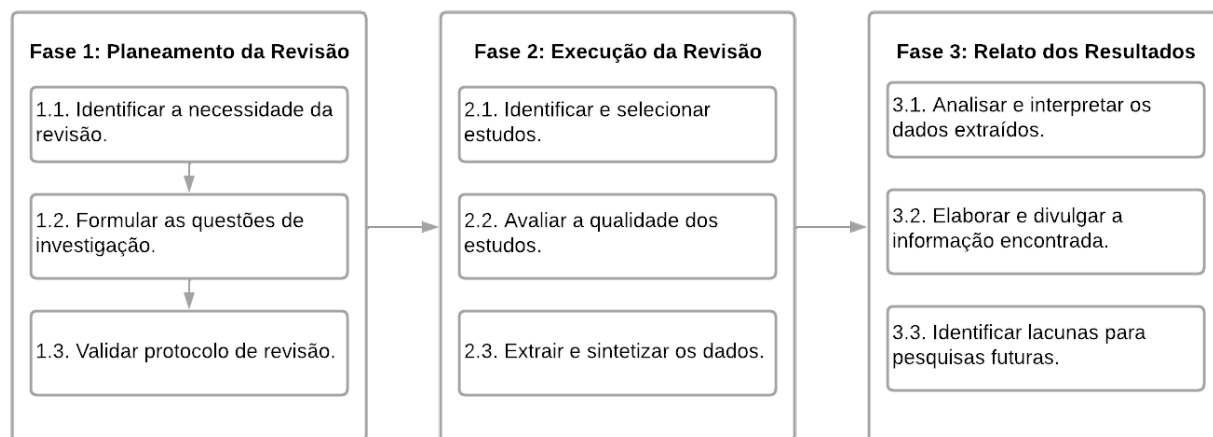 Fase 1: Planeamento da Revisão
1.1. Identificar a necessidade da
revisão.
1.2. Formular as questões de
investigação.
1.3. Validar protocolo de revisão.
Fase 2: Execução da Revisão
2.1. Identificar e selecionar
estudos.
2.2. Avaliar a qualidade dos
estudos.
2.3. Extrair e sintetizar os dados.
Fase 3: Relato dos Resultados
3.1. Analisar e interpretar os
dados extraídos.
3.2. Elaborar e divulgar a
informação encontrada.
3.3. Identificar lacunas para
pesquisas futuras.